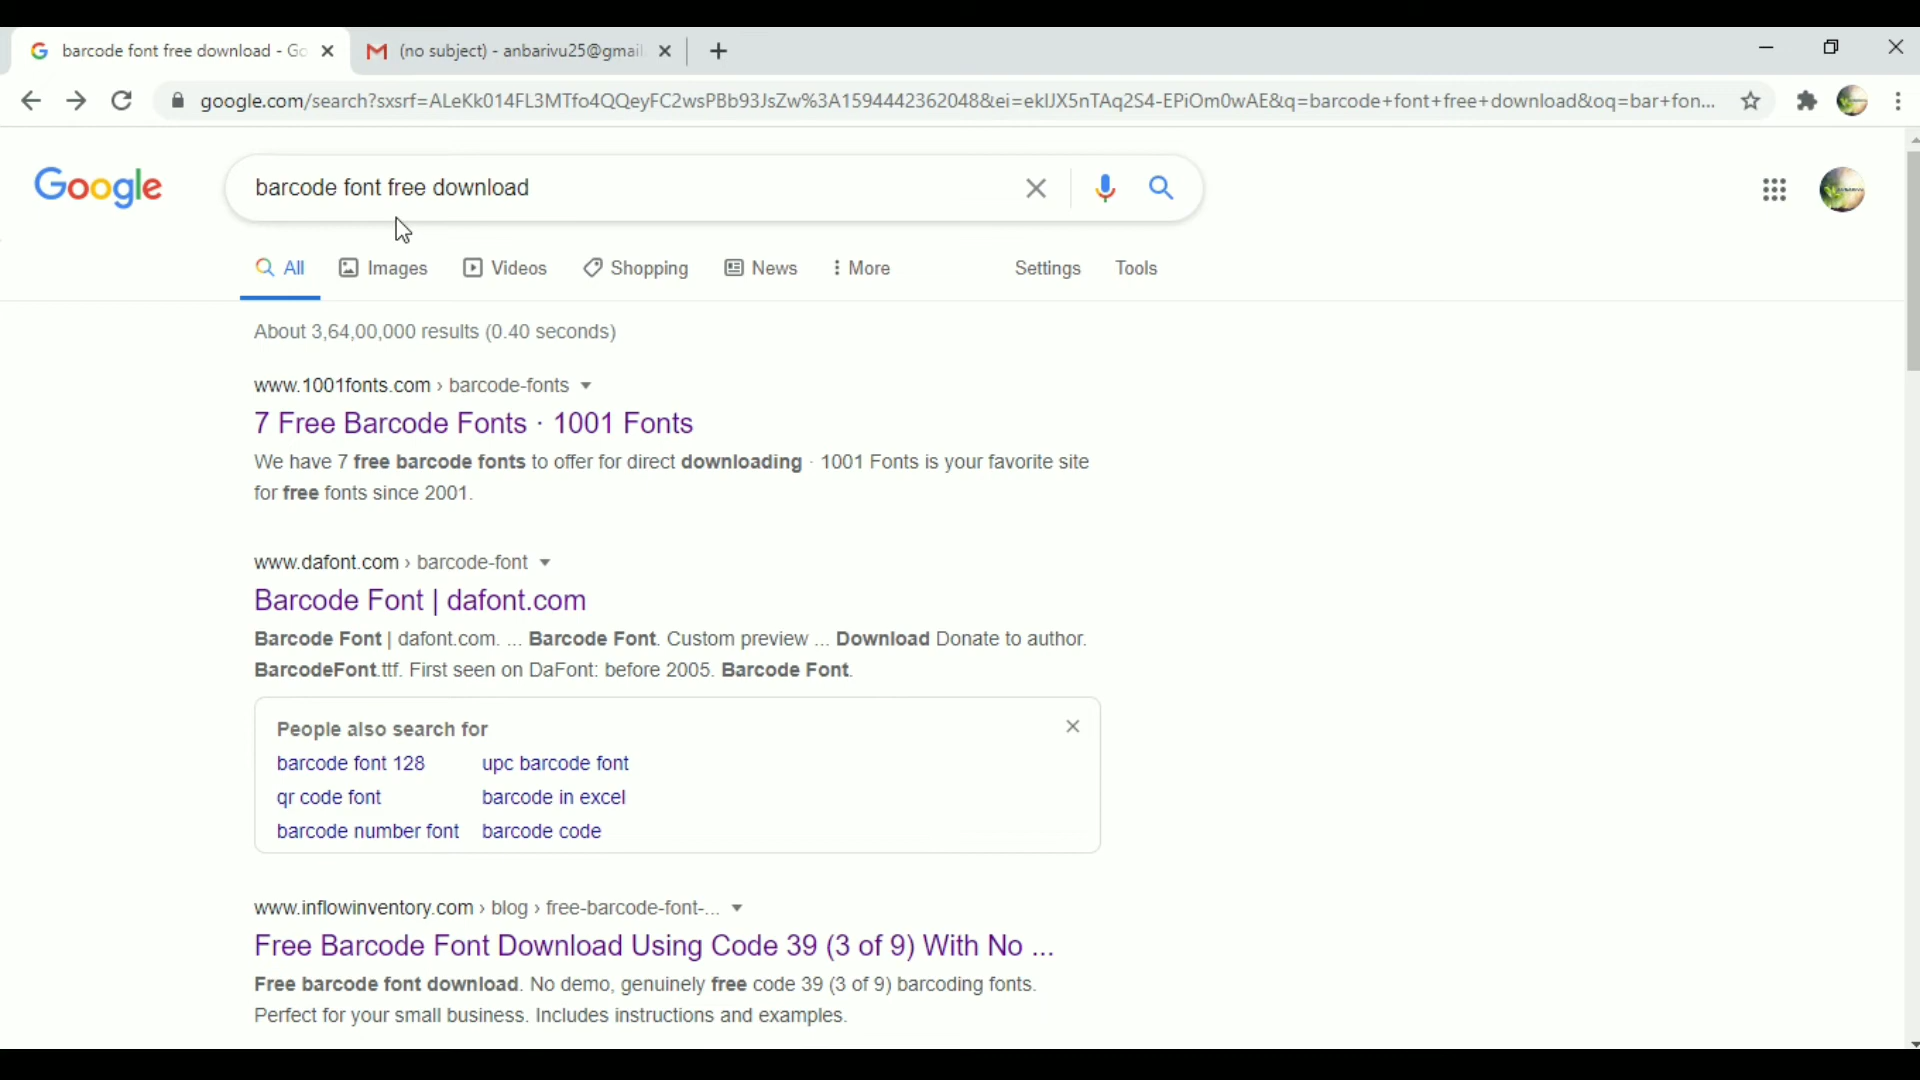 barcode font free download - Go
(no subject) - anbarivu25@gmail
google.com/search?sxsrf=ALeKk014FL3MTfo4QQeyFC2wsPBb93JsZw%3A1594442362048&ei=ekIJX5nTAq2S4-EPiOm0wAE&q=barcode+font+free+download&oq=bar+fon...
Google
barcode font free download
All Images Videos Shopping News More Settings Tools
About 3,64,00,000 results (0.40 seconds)
www.1001fonts.com › barcode-fonts
7 Free Barcode Fonts · 1001 Fonts
We have 7 free barcode fonts to offer for direct downloading · 1001 Fonts is your favorite site
for free fonts since 2001.
www.dafont.com › barcode-font
Barcode Font | dafont.com
Barcode Font | dafont.com. ... Barcode Font. Custom preview ... Download Donate to author.
BarcodeFont.ttf. First seen on DaFont: before 2005. Barcode Font.
People also search for
barcode font 128 upc barcode font
qr code font barcode in excel
barcode number font barcode code
www.inflowinventory.com › blog › free-barcode-font-...
Free Barcode Font Download Using Code 39 (3 of 9) With No ...
Free barcode font download. No demo, genuinely free code 39 (3 of 9) barcoding fonts.
Perfect for your small business. Includes instructions and examples.